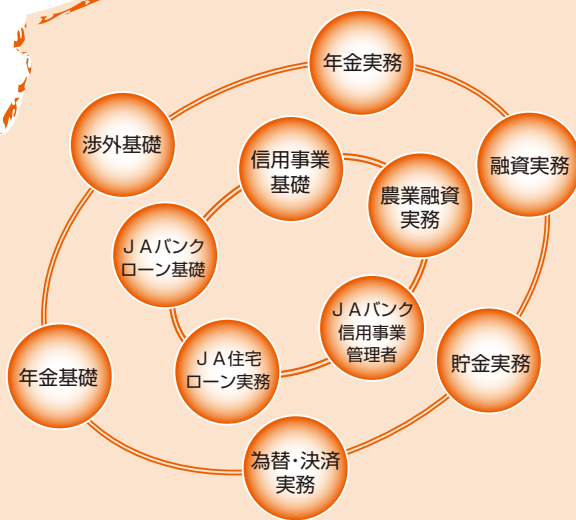 年金実務
渉外基礎
信用事業
基礎
融資実務
農業融資
実務
ＪＡバンク
ローン基礎
ＪＡバンク
信用事業
管理者
ＪＡ住宅
ローン実務
貯金実務
年金基礎
為替・決済
実務